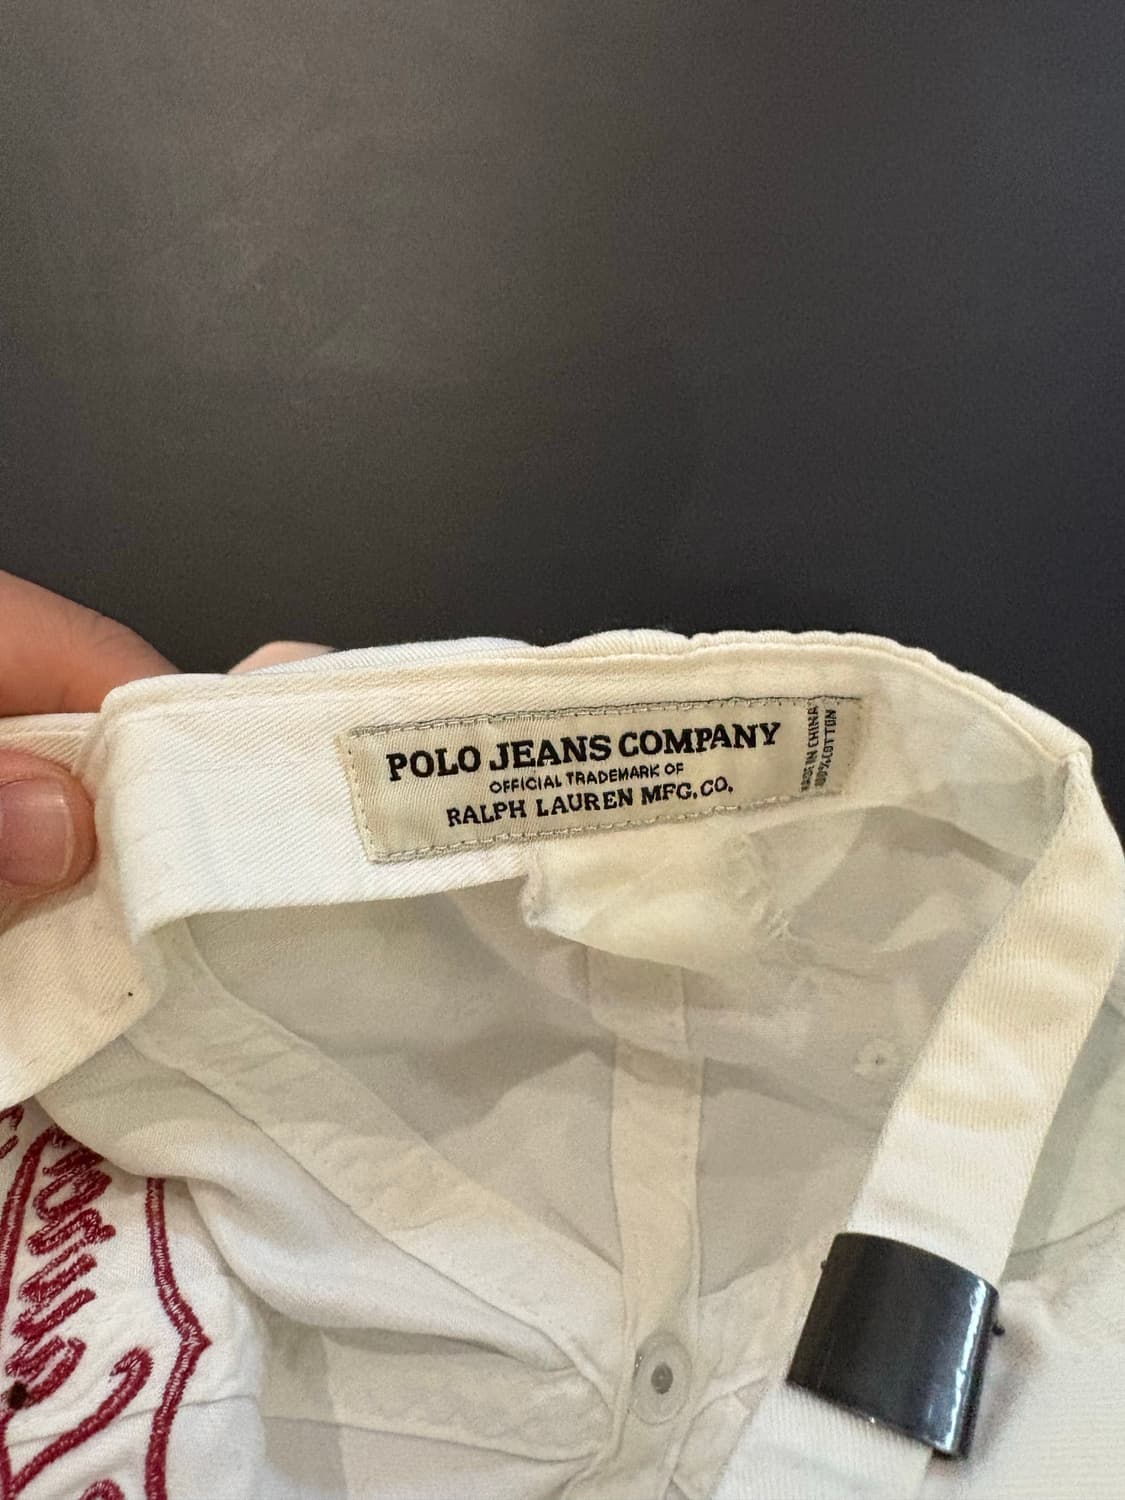 POLO JEANS COMPANY
OFFICIAL TRADEMARK OF
RALPH LAUREN MFG.CO.
MADE IN CHINA
100% COTTON